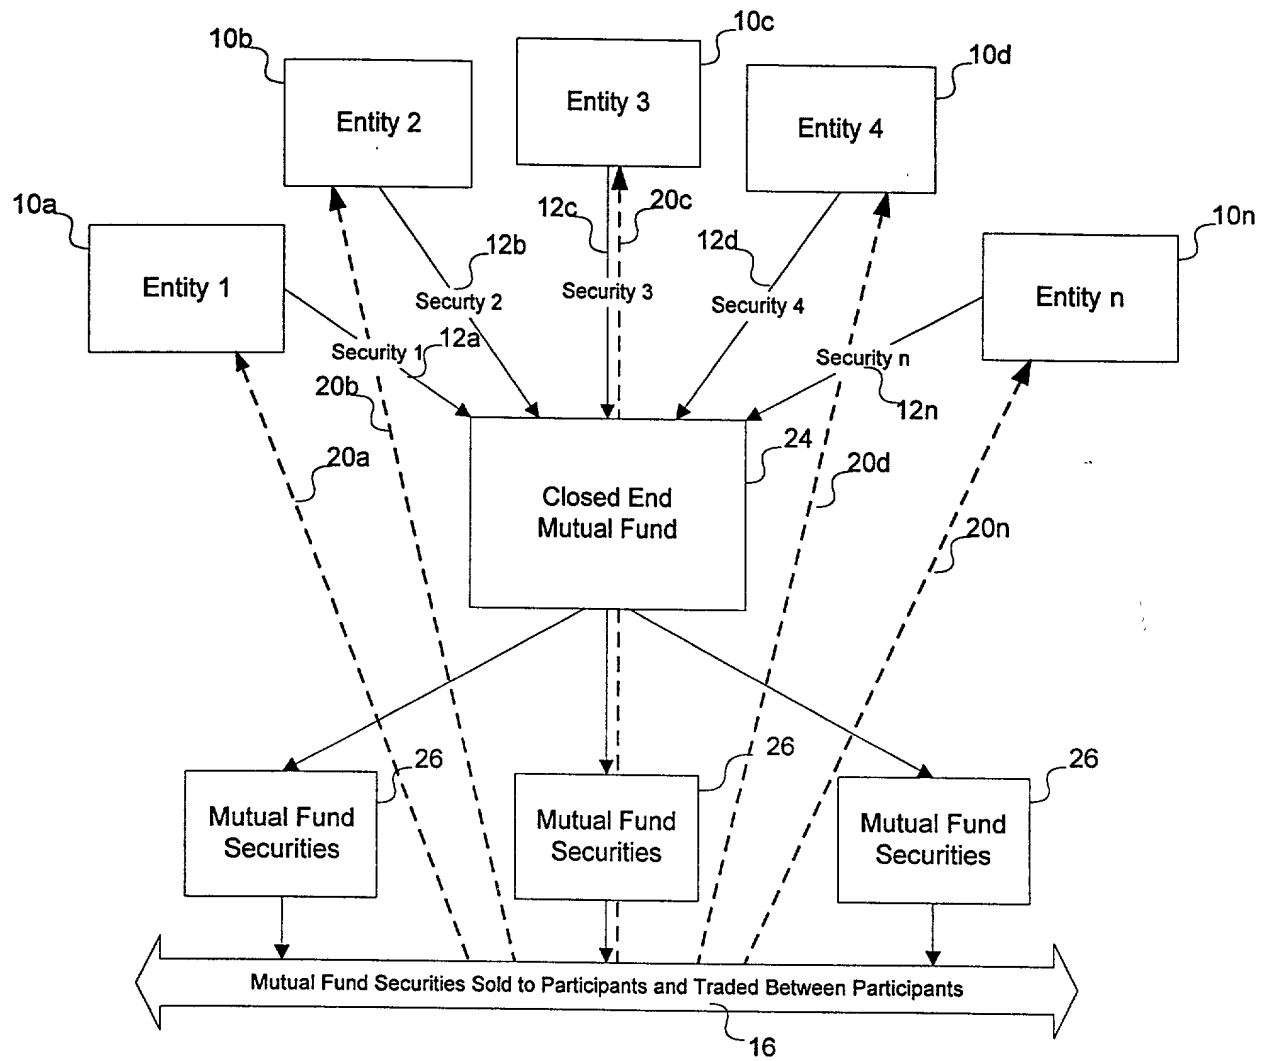 10c
10b
10d
Entity 3
Entity 2
Entity 4
10a
12c
20c
10n
12b
12d
Entity 1
Security 3
Entity n
Securty 2
Security 4
Security 1
12a
Security n
20b
12n
24
20a
20d
Closed End
Mutual Fund
20n
26
26
26
Mutual Fund
Securities
Mutual Fund
Securities
Mutual Fund
Securities
Mutual Fund Securities Sold to Participants and Traded Between Participants
16